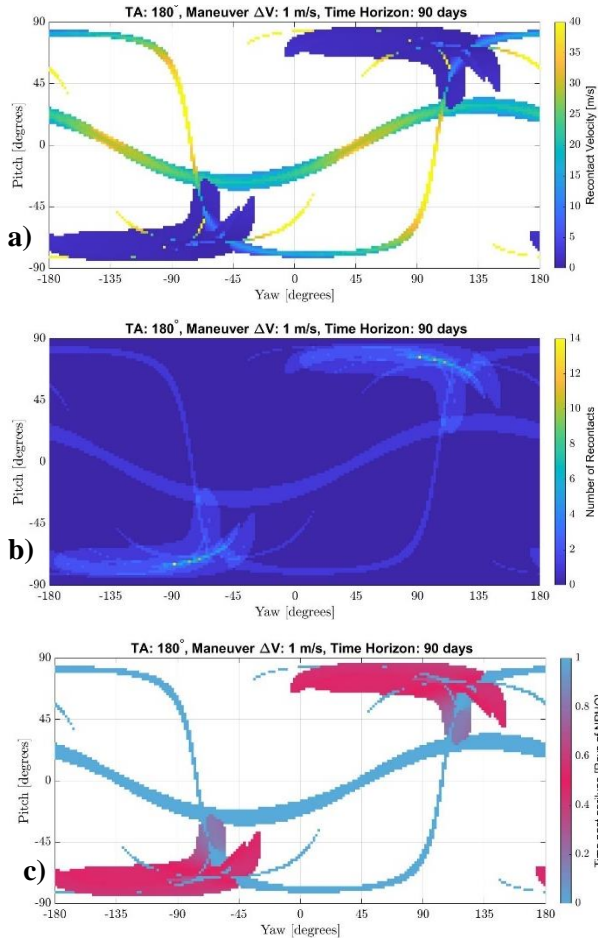 TA: 180°, Maneuver ΔV: 1 m/s, Time Horizon: 90 days
90
45
0
-45
-90
Pitch [degrees]
-180 -135 -90 -45 0 45 90 135 180
Yaw [degrees]
40
35
30
25
20
15
10
5
0
Recontact Velocity [m/s]
a)
TA: 180°, Maneuver ΔV: 1 m/s, Time Horizon: 90 days
90
45
0
-45
-90
Pitch [degrees]
-180 -135 -90 -45 0 45 90 135 180
Yaw [degrees]
14
12
10
8
6
4
2
0
Number of Recontacts
b)
TA: 180°, Maneuver ΔV: 1 m/s, Time Horizon: 90 days
90
45
0
-45
-90
Pitch [degrees]
-180 -135 -90 -45 0 45 90 135 180
Yaw [degrees]
1
0.8
0.6
0.4
0.2
0
Time past
c)